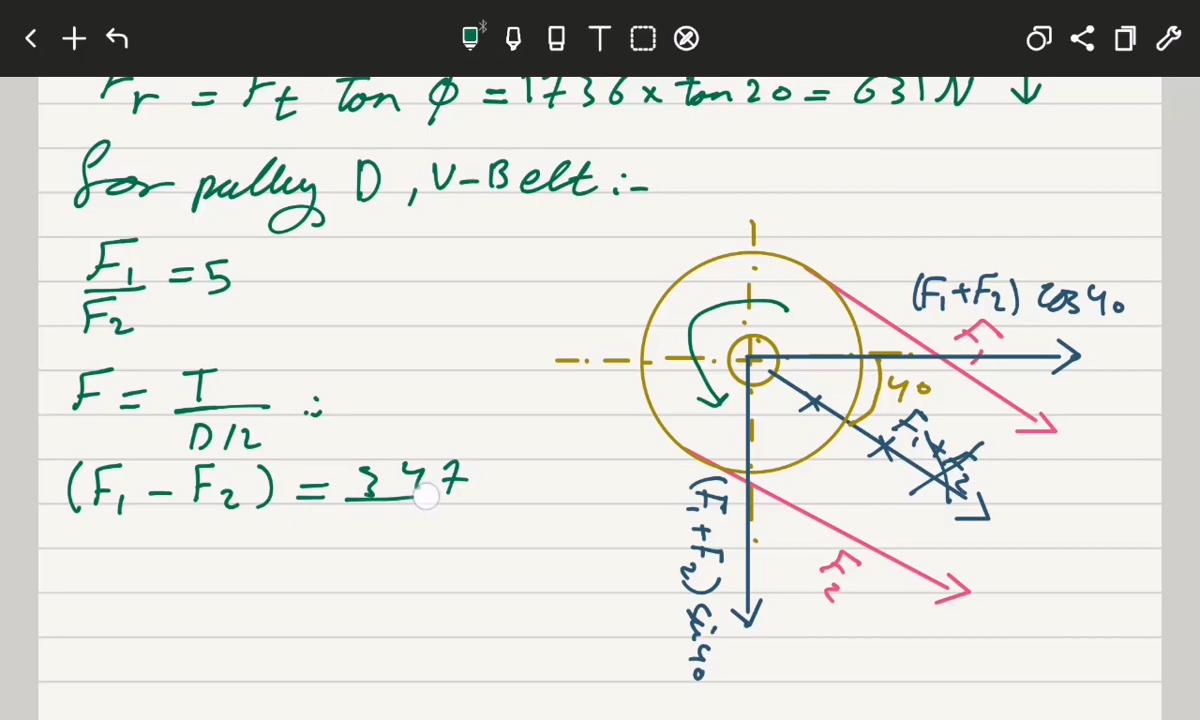 Fr = Ft tan φ = 1736 x tan 20 = 631N ↓
for pulley D, V-Belt :-
F1/F2 = 5
(F1+F2) cos 40
F1
F = T / D/2 ∴
40
F1+F2
(F1 - F2) = 347
(F1+F2) sin 40
F2